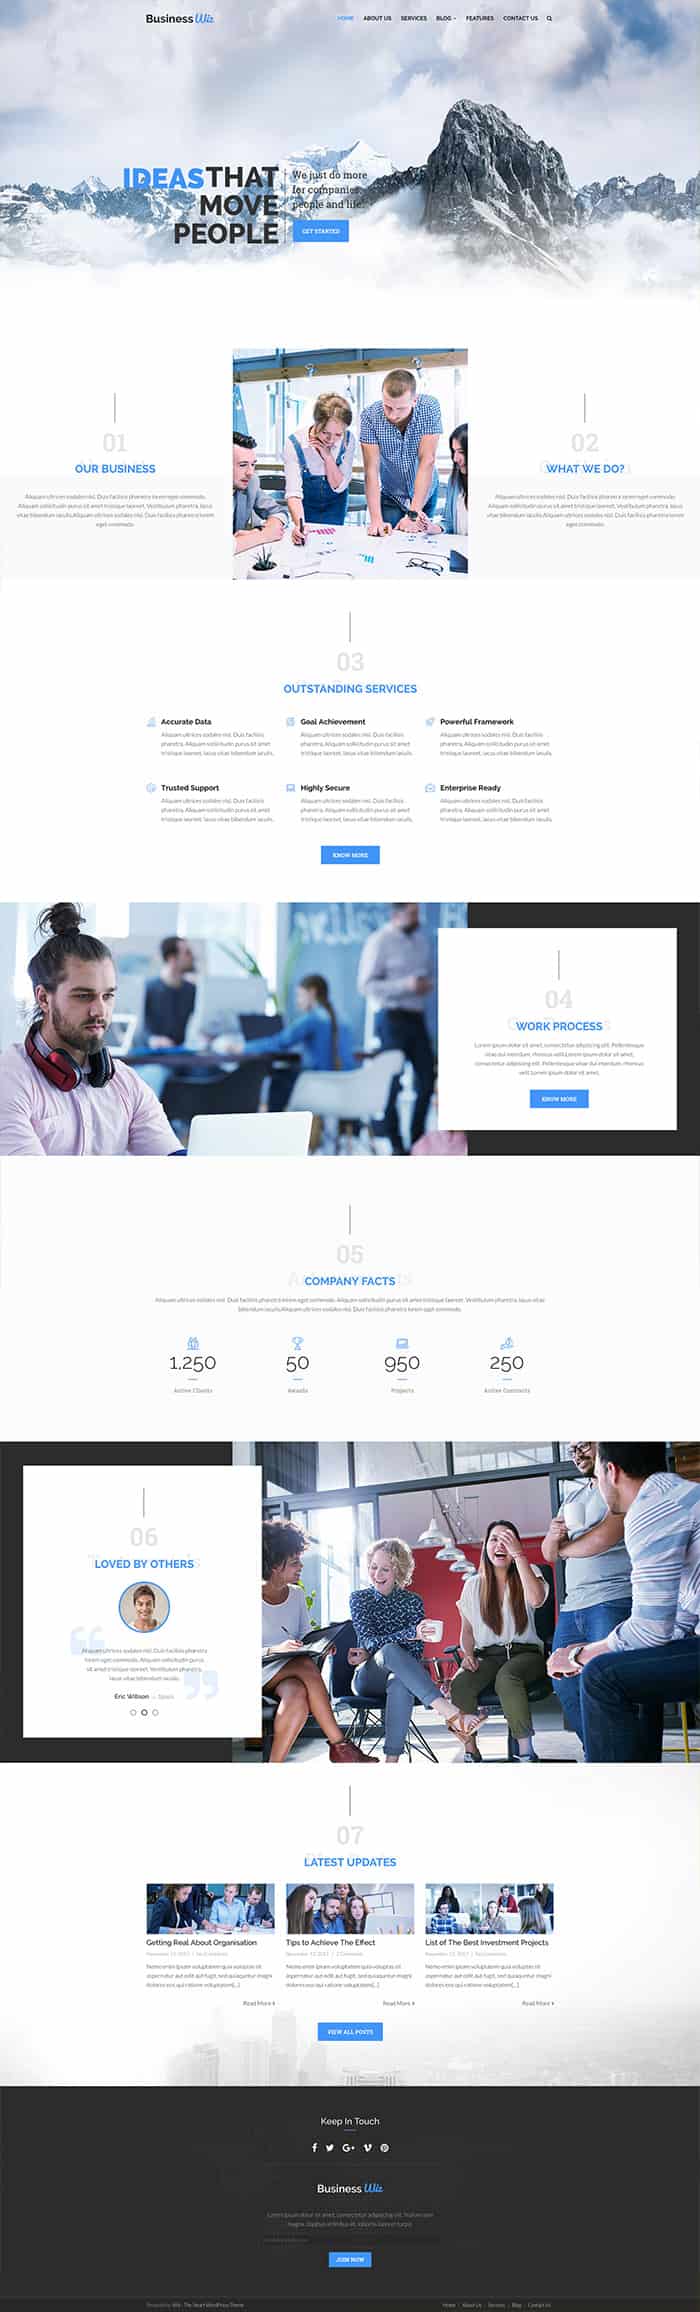 Business Wiz
HOME ABOUT US SERVICES BLOG FEATURES CONTACT US
IDEAS THAT
MOVE
PEOPLE
We just do more
for companies,
people and life.
GET STARTED
01
OUR BUSINESS
Aliquam ultrices sodales nisl. Duis facilisis pharetra lorem eget commodo.
Aliquam sollicitudin purus sit amet tristique laoreet. Vestibulum pharetra, lacus
vitae bibendum iaculis.Aliquam ultrices sodales nisl. Duis facilisis pharetra lorem
eget commodo.
02
WHAT WE DO?
Aliquam ultrices sodales nisl. Duis facilisis pharetra lorem eget commodo.
Aliquam sollicitudin purus sit amet tristique laoreet. Vestibulum pharetra, lacus
vitae bibendum iaculis.Aliquam ultrices sodales nisl. Duis facilisis pharetra lorem
eget commodo.
03
OUTSTANDING SERVICES
Accurate Data
Aliquam ultrices sodales nisl. Duis facilisis
pharetra. Aliquam sollicitudin purus sit amet
tristique laoreet, lacus vitae bibendum iaculis.
Goal Achievement
Aliquam ultrices sodales nisl. Duis facilisis
pharetra. Aliquam sollicitudin purus sit amet
tristique laoreet, lacus vitae bibendum iaculis.
Powerful Framework
Aliquam ultrices sodales nisl. Duis facilisis
pharetra. Aliquam sollicitudin purus sit amet
tristique laoreet, lacus vitae bibendum iaculis.
Trusted Support
Aliquam ultrices sodales nisl. Duis facilisis
pharetra. Aliquam sollicitudin purus sit amet
tristique laoreet, lacus vitae bibendum iaculis.
Highly Secure
Aliquam ultrices sodales nisl. Duis facilisis
pharetra. Aliquam sollicitudin purus sit amet
tristique laoreet, lacus vitae bibendum iaculis.
Enterprise Ready
Aliquam ultrices sodales nisl. Duis facilisis
pharetra. Aliquam sollicitudin purus sit amet
tristique laoreet, lacus vitae bibendum iaculis.
KNOW MORE
04
WORK PROCESS
Lorem ipsum dolor sit amet, consectetur adipiscing elit. Pellentesque
vitae dui interdum, rhoncus velit.Lorem ipsum dolor sit amet,
consectetur adipiscing elit. Pellentesque vitae dui interdum, rhoncus
velit.Lorem ipsum dolor sit amet.
KNOW MORE
05
COMPANY FACTS
Aliquam ultrices sodales nisl. Duis facilisis pharetra lorem eget commodo. Aliquam sollicitudin purus sit amet tristique laoreet. Vestibulum pharetra, lacus vitae
bibendum iaculis.Aliquam ultrices sodales nisl. Duis facilisis pharetra lorem eget commodo.
1,250
Active Clients
50
Awards
950
Projects
250
Active Contracts
06
LOVED BY OTHERS
Aliquam ultrices sodales nisl. Duis facilisis pharetra
lorem eget commodo. Aliquam sollicitudin purus
sit amet tristique laoreet. Vestibulum pharetra,
lacus vitae bibendum iaculis.
Eric Willson
07
LATEST UPDATES
Getting Real About Organisation
November 13, 2017 | No Comments
Nemo enim ipsam voluptatem quia voluptas sit
aspernatur aut odit aut fugit, sed quiaquntur magni
dolores eos qui ratione voluptatem[...]
Read More
Tips to Achieve The Effect
November 13, 2017 | 2 Comments
Nemo enim ipsam voluptatem quia voluptas sit
aspernatur aut odit aut fugit, sed quiaquntur magni
dolores eos qui ratione voluptatem[...]
Read More
List of The Best Investment Projects
November 13, 2017 | No Comments
Nemo enim ipsam voluptatem quia voluptas sit
aspernatur aut odit aut fugit, sed quiaquntur magni
dolores eos qui ratione voluptatem[...]
Read More
VIEW ALL POSTS
Keep In Touch
Business Wiz
Lorem ipsum dolor sit amet, consectetur adipiscing elit. Nullam sem
magna, dapibus et finibus et, lobortis laoreet turpis
JOIN NOW
Designed by Wiz - The Smart WordPress Theme
Home | About Us | Services | Blog | Contact Us